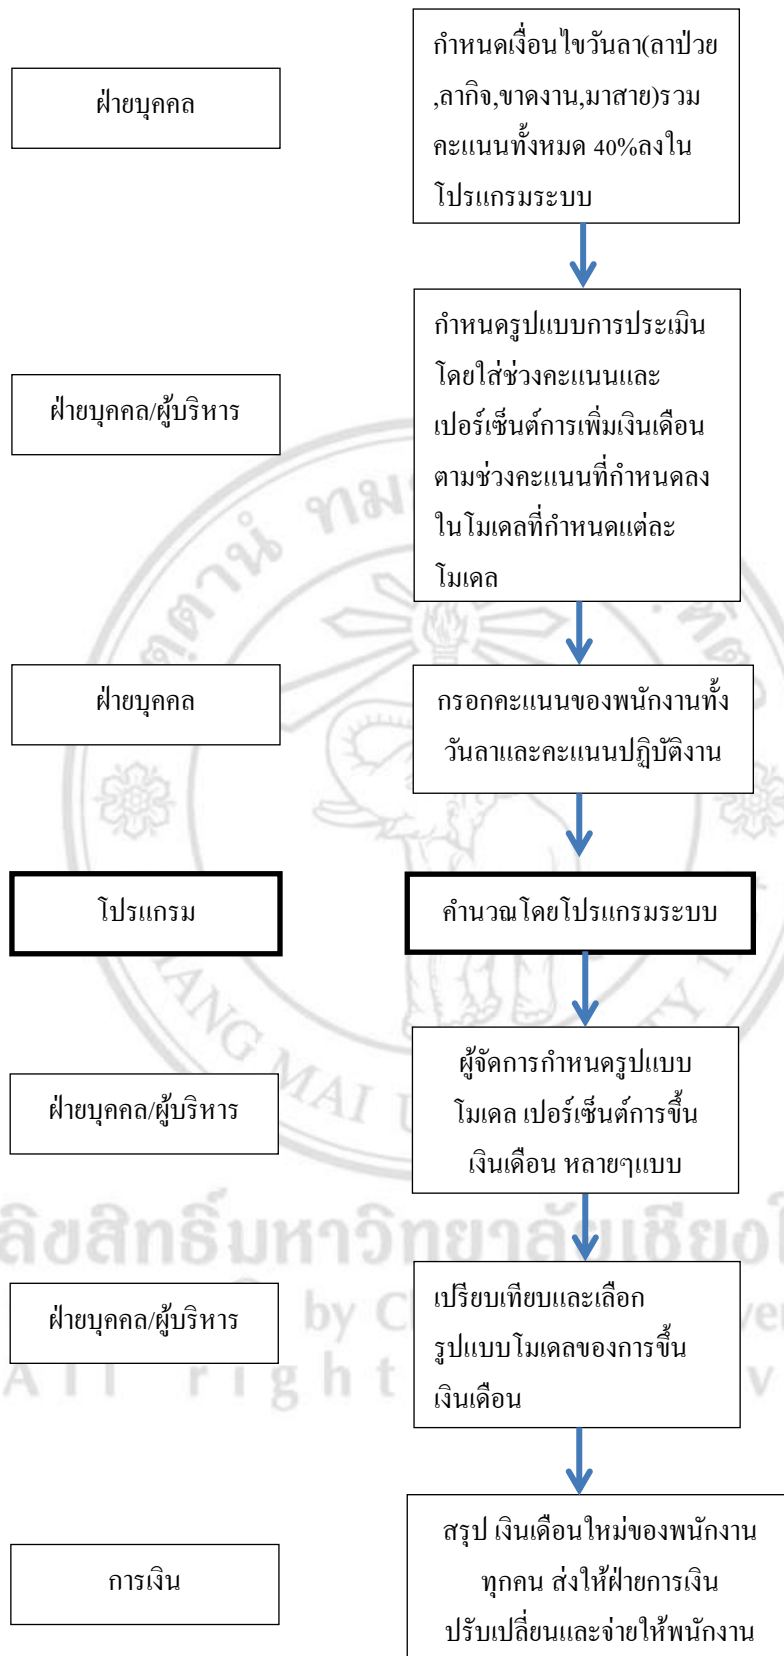 กำหนดเงื่อนไขวันลา(ลาป่วย
,ลากิจ,ขาดงาน,มาสาย)รวม
คะแนนทั้งหมด 40%ลงใน
โปรแกรมระบบ
ฝ่ายบุคคล
กำหนดรูปแบบการประเมิน
โดยใส่ช่วงคะแนนและ
เปอร์เซ็นต์การเพิ่มเงินเดือน
ตามช่วงคะแนนที่กำหนดลง
ในโมเดลที่กำหนดแต่ละ
โมเดล
ฝ่ายบุคคล/ผู้บริหาร
ฝ่ายบุคคล
กรอกคะแนนของพนักงานทั้ง
วันลาและคะแนนปฏิบัติงาน
โปรแกรม
คำนวณโดยโปรแกรมระบบ
ฝ่ายบุคคล/ผู้บริหาร
ผู้จัดการกำหนดรูปแบบ
โมเดล เปอร์เซ็นต์การขึ้น
เงินเดือน หลายๆแบบ
ลิขสิทธิ์มหาวิทยาลัยเชียงใ
ฝ่ายบุคคล/ผู้บริหาร
เปรียบเทียบและเลือก
รูปแบบโมเดลของการขึ้น
เงินเดือน
by
All right
การเงิน
สรุป เงินเดือนใหม่ของพนักงาน
ทุกคน ส่งให้ฝ่ายการเงิน
ปรับเปลี่ยนและจ่ายให้พนักงาน